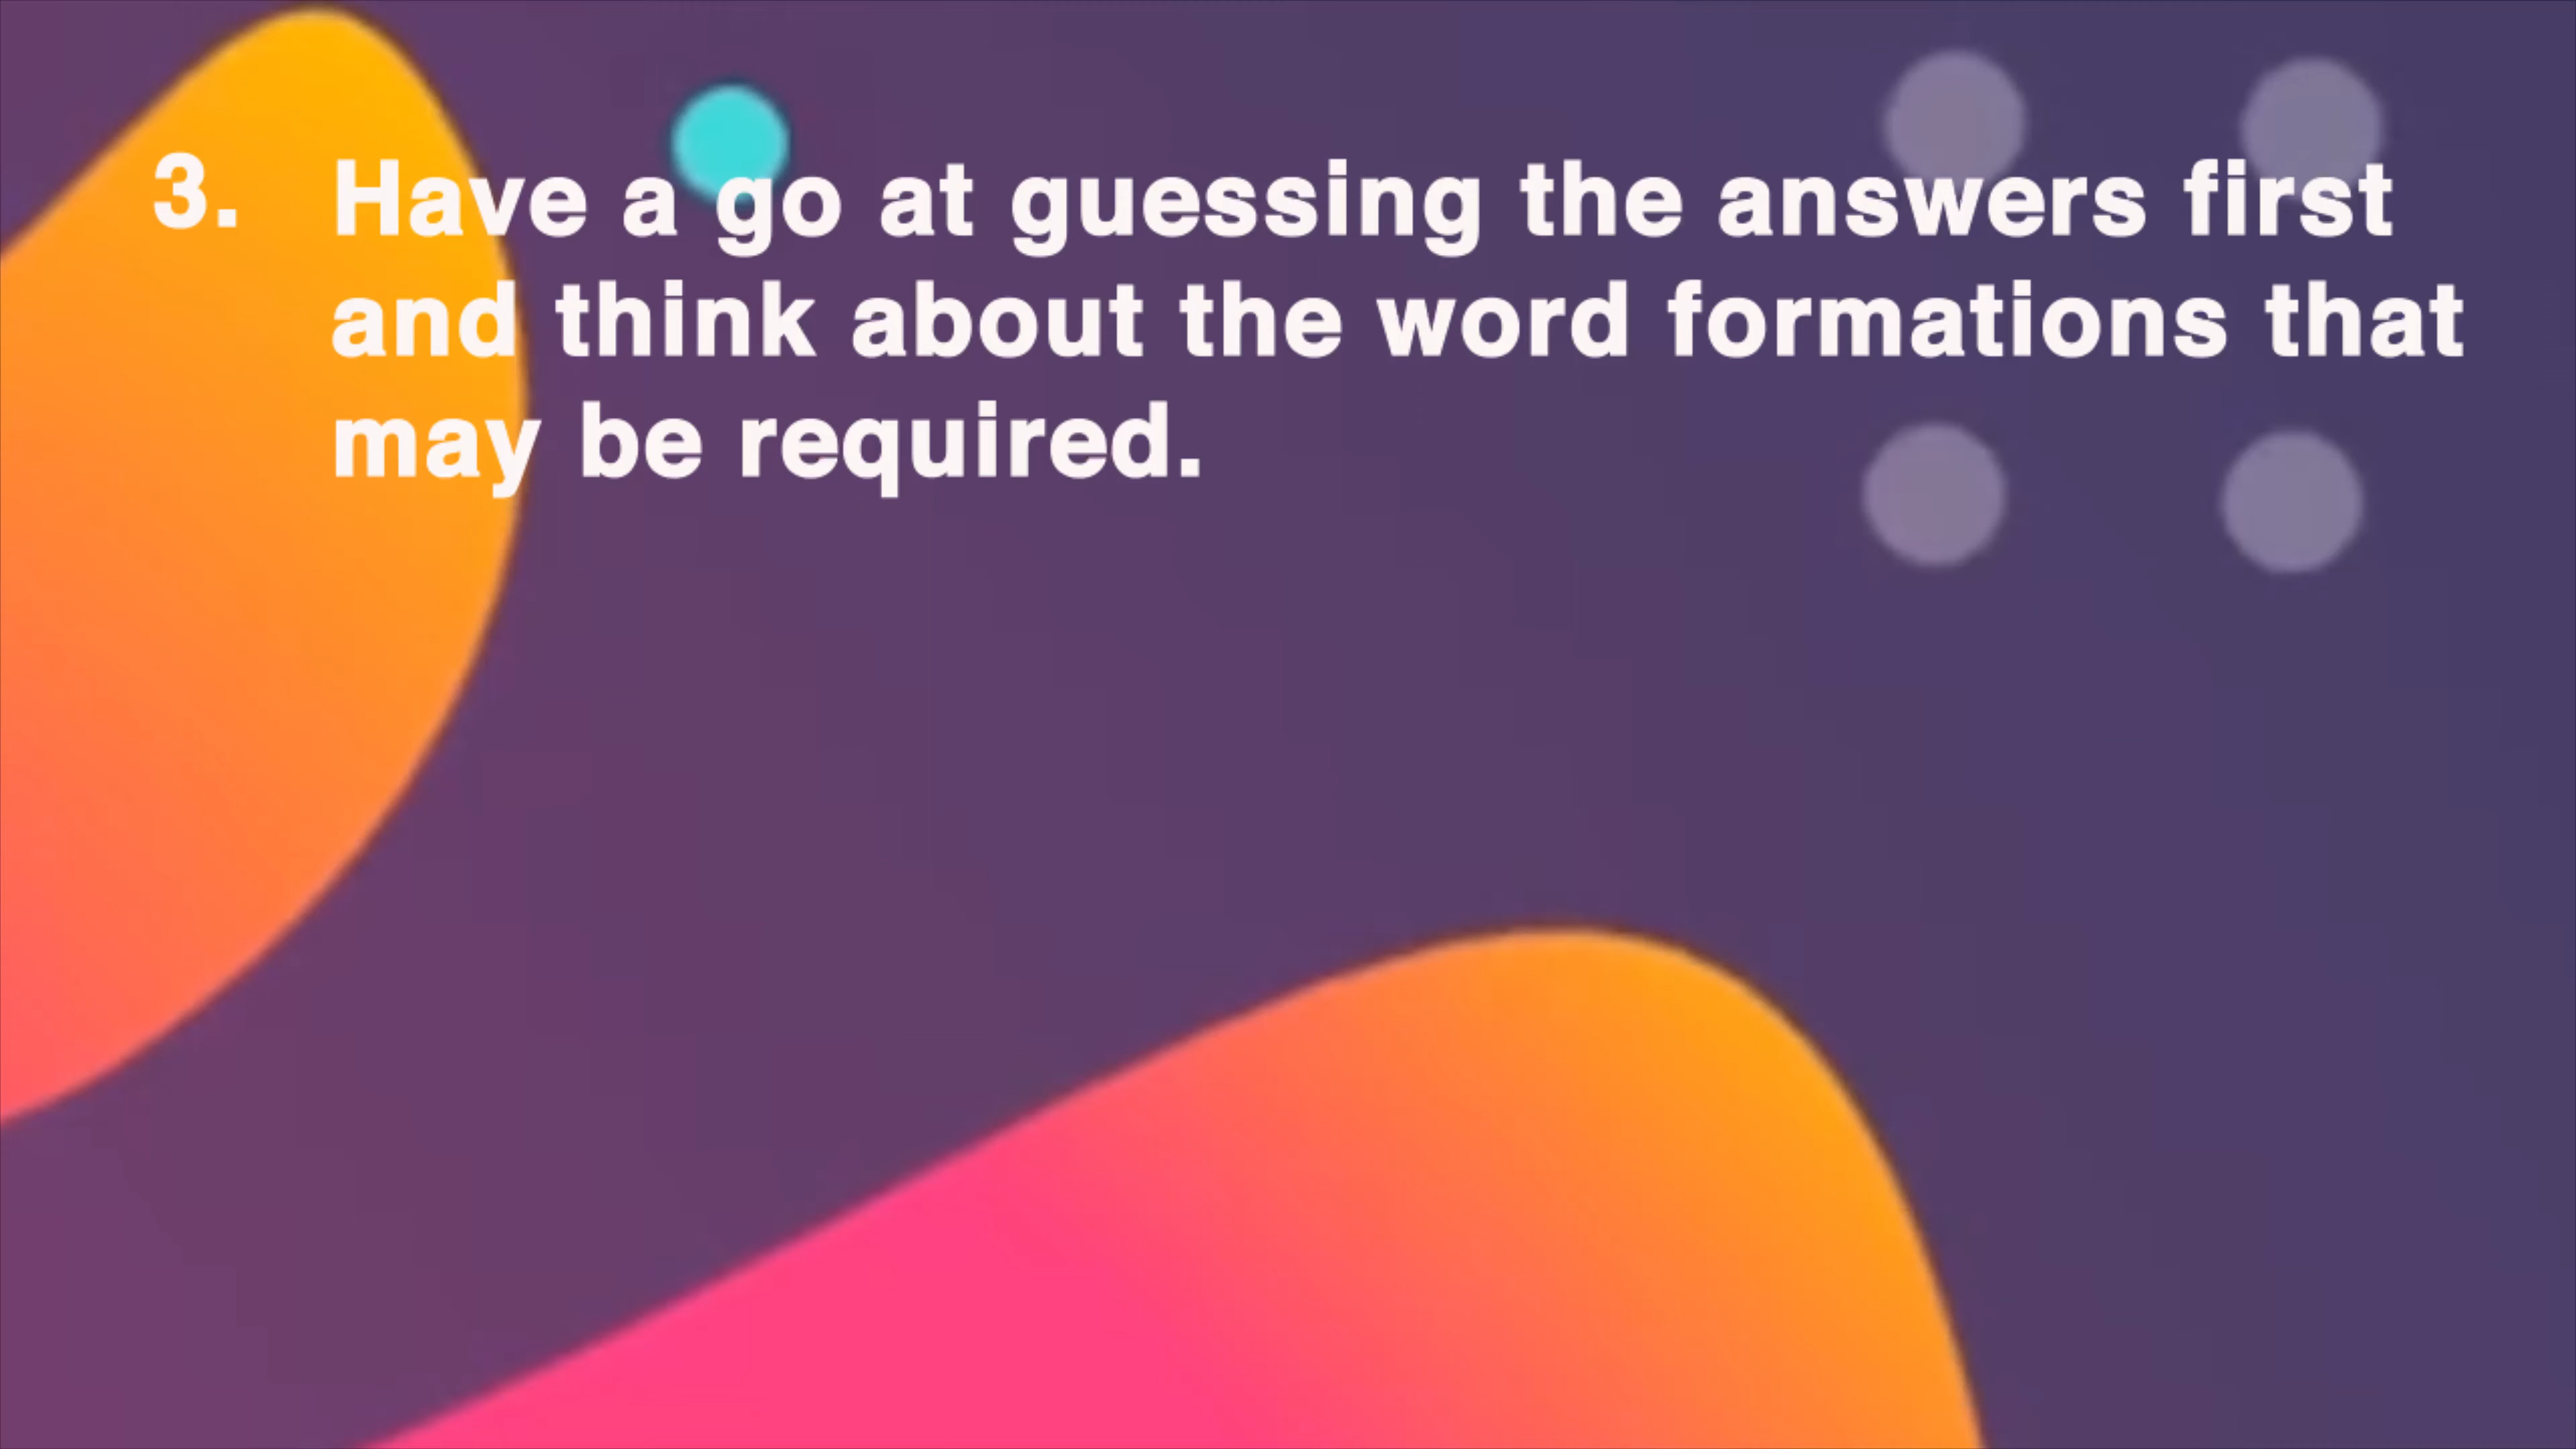 3. Have a go at guessing the answers first
and think about the word formations that
may be required.